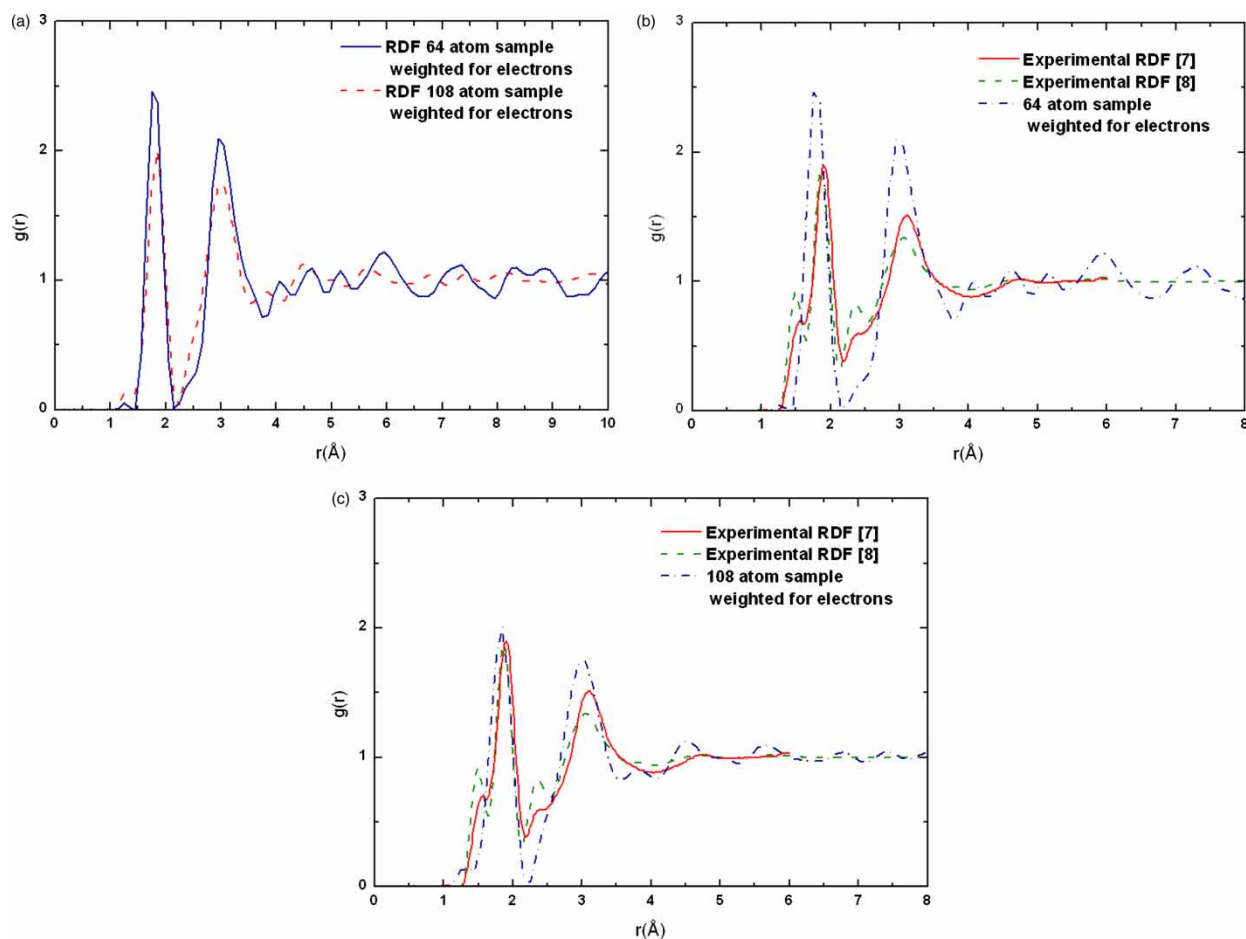 (a)
3
2
1
0
g(r)
RDF 64 atom sample
weighted for electrons
RDF 108 atom sample
weighted for electrons
0 1 2 3 4 5 6 7 8 9 10
r(Å)
(b)
3
2
1
0
g(r)
Experimental RDF [7]
Experimental RDF [8]
64 atom sample
weighted for electrons
0 1 2 3 4 5 6 7 8
r(Å)
(c)
3
2
1
0
g(r)
Experimental RDF [7]
Experimental RDF [8]
108 atom sample
weighted for electrons
0 1 2 3 4 5 6 7 8
r(Å)